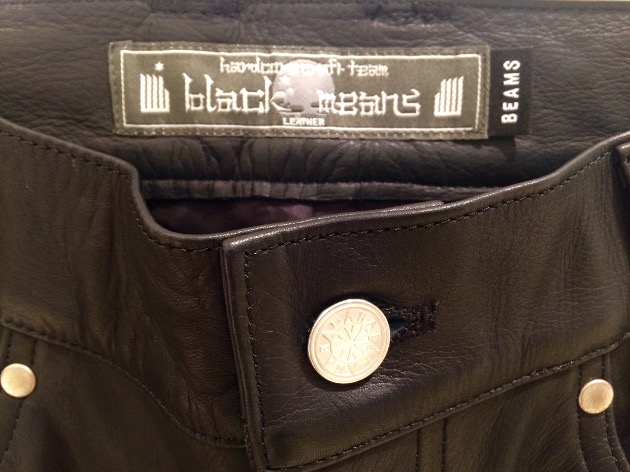 hardcore craft team
black means
LEATHER
BEAMS